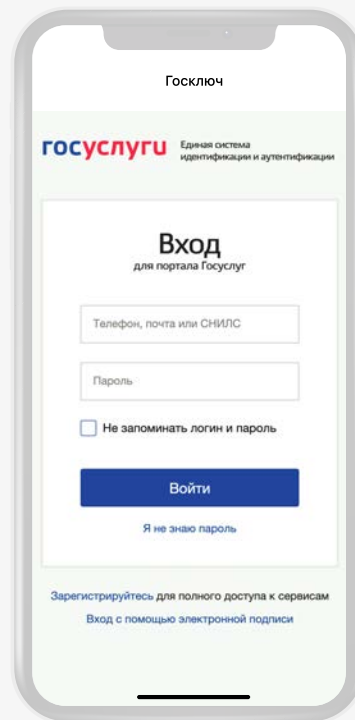 Госключ
госуслуги
Единая система
идентификации и аутентификации
Вход
для портала Госуслуг
Телефон, почта или СНИЛС
Пароль
Не запоминать логин и пароль
Войти
Я не знаю пароль
Зарегистрируйтесь для полного доступа к сервисам
Вход с помощью электронной подписи